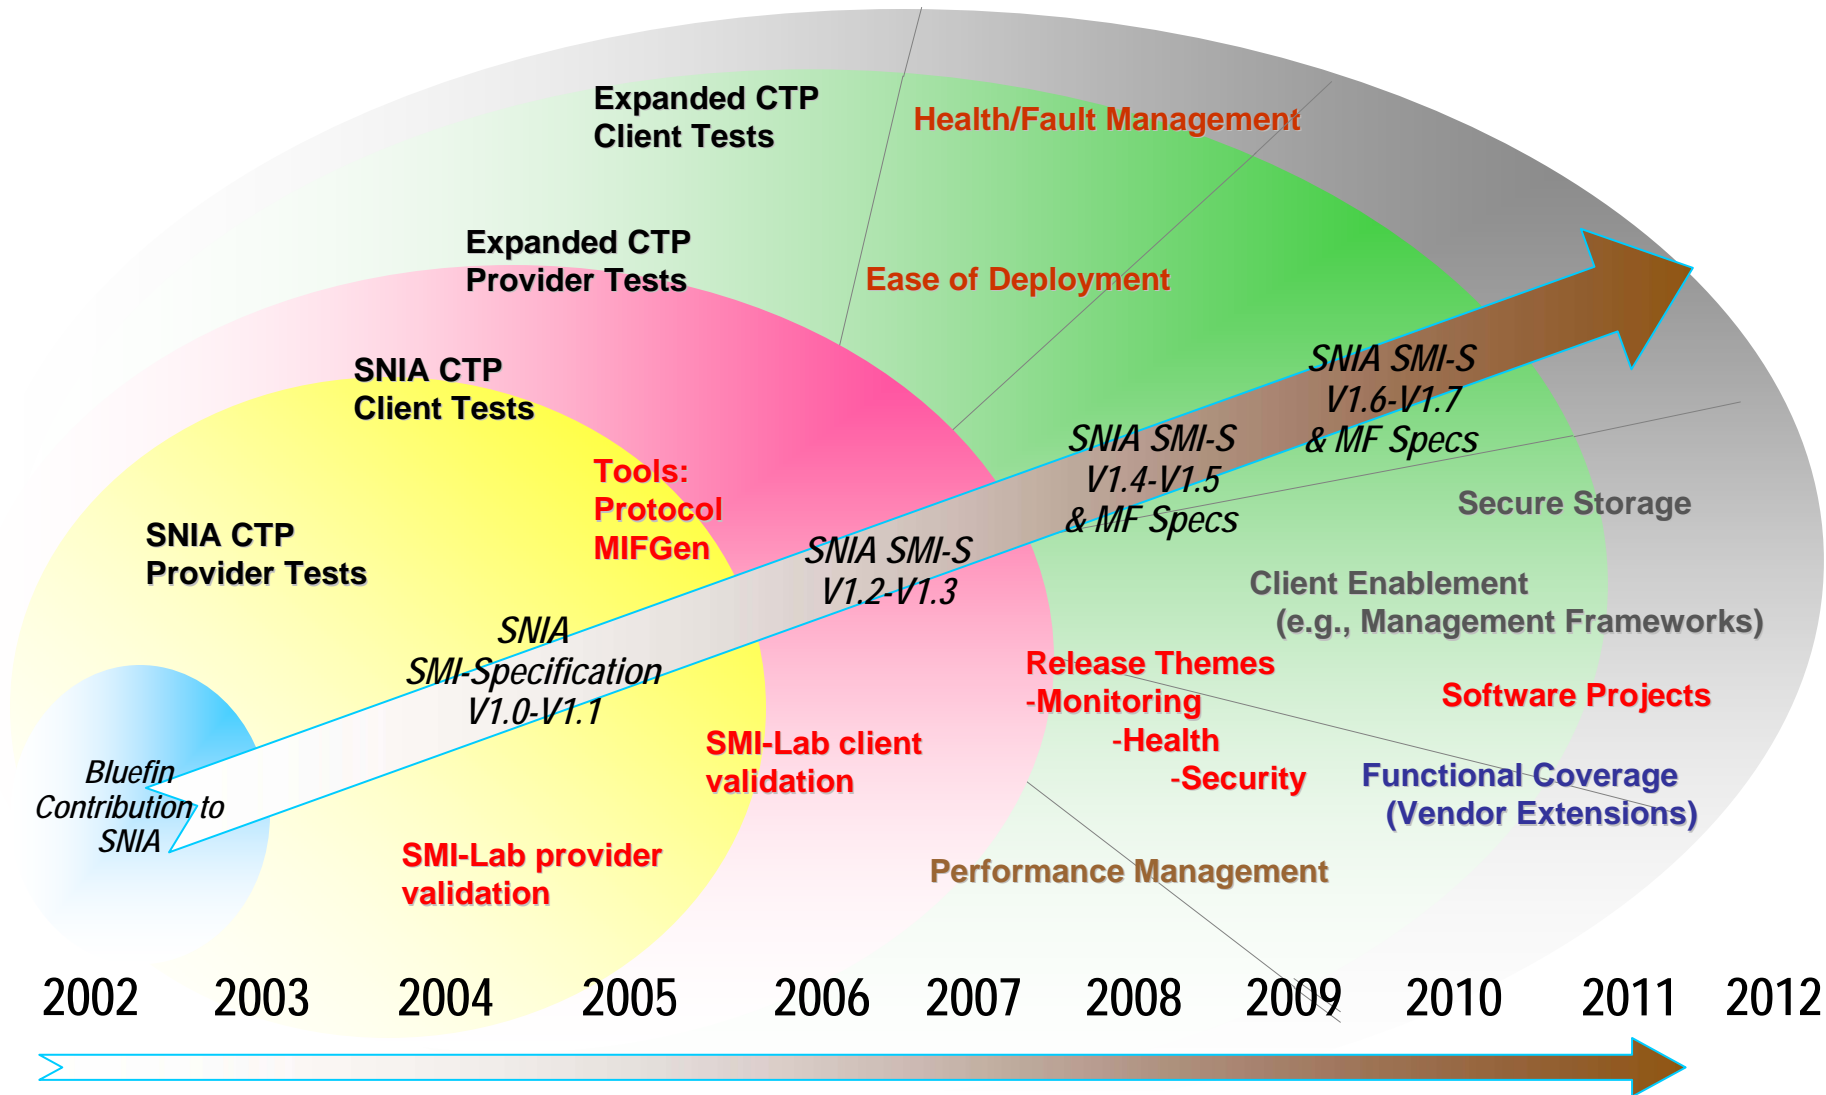 Expanded CTP
Client Tests
Health/Fault Management
Expanded CTP
Provider Tests
Ease of Deployment
SNIA CTP
Client Tests
SNIA SMI-S
V1.6-V1.7
& MF Specs
SNIA SMI-S
V1.4-V1.5
& MF Specs
Tools:
Protocol
MIFGen
Secure Storage
SNIA CTP
Provider Tests
SNIA SMI-S
V1.2-V1.3
Client Enablement
(e.g., Management Frameworks)
SNIA
SMI-Specification
V1.0-V1.1
Release Themes
-Monitoring
-Health
-Security
Software Projects
SMI-Lab client
validation
Functional Coverage
(Vendor Extensions)
Bluefin
Contribution to
SNIA
SMI-Lab provider
validation
Performance Management
2002 2003 2004 2005 2006 2007 2008 2009 2010 2011 2012